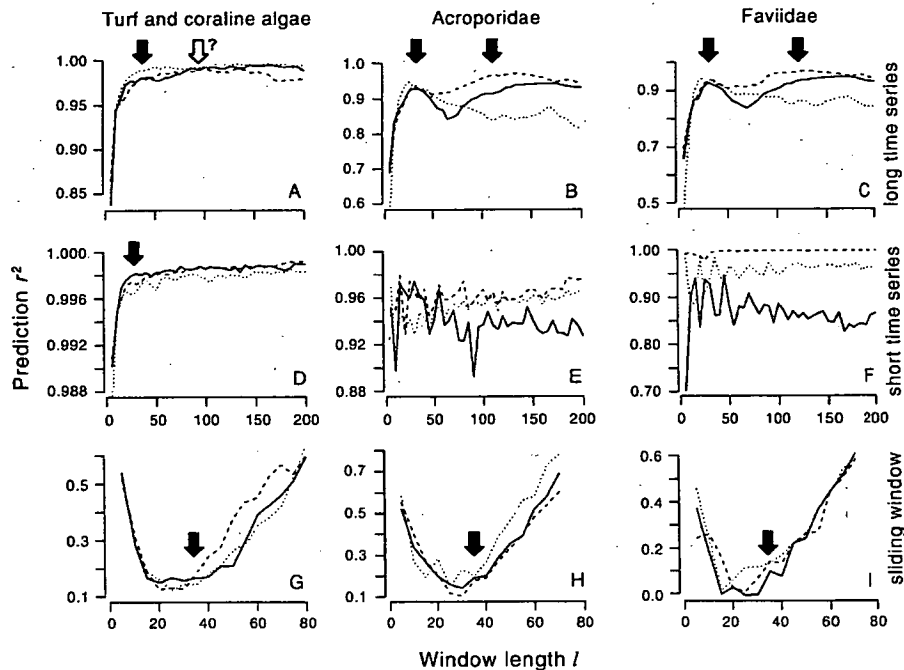 Turf and coraline algae
Acroporidae
Faviidae
?
1.00
0.95
0.90
0.85
A
1.0
0.9
0.8
0.7
0.6
B
1.0
0.9
0.8
0.7
0.5
C
long time series
Prediction r²
1.000
0.996
0.992
0.988
D
0 50 100 150 200
1.00
0.96
0.92
0.88
E
0 50 100 150 200
1.00
0.90
0.80
0.70
F
0 50 100 150 200
short time series
0.5
0.3
0.1
G
0 20 40 60 80
0.7
0.5
0.3
0.1
H
0 20 40 60 80
0.6
0.4
0.2
0.0
I
0 20 40 60 80
sliding window
Window length l